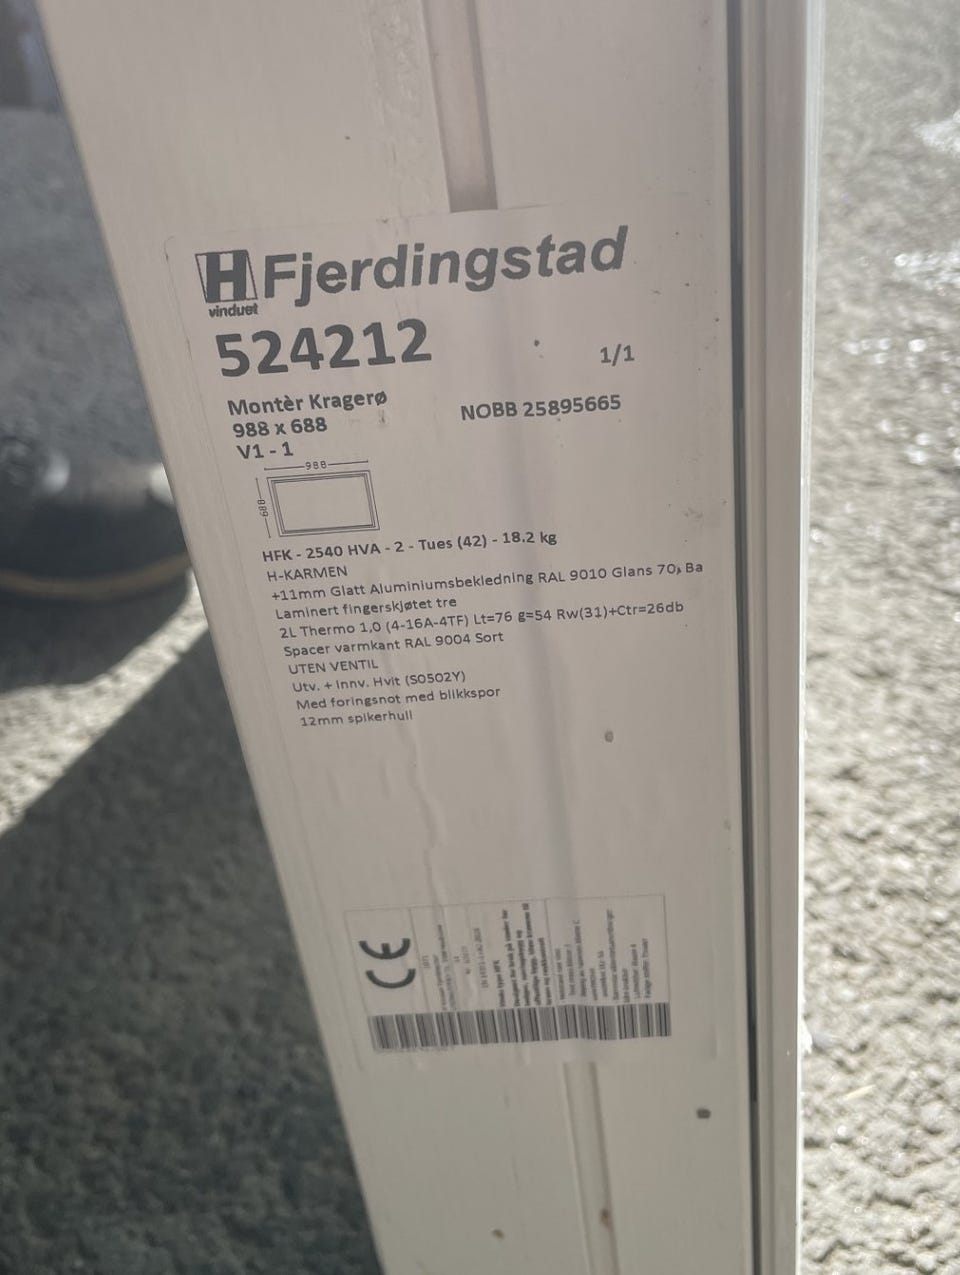 H Fjerdingstad
vinduet
524212
1/1
Montèr Kragerø
NOBB 25895665
988 x 688
V1 - 1
988
688
HFK - 2540 HVA - 2 - Tues (42) - 18.2 kg
H-KARMEN
+11mm Glatt Aluminiumsbekledning RAL 9010 Glans 70, Ba
Laminert fingerskjøtet tre
2L Thermo 1,0 (4-16A-4TF) Lt=76 g=54 Rw(31)+Ctr=26db
Spacer varmkant RAL 9004 Sort
UTEN VENTIL
Utv. + Innv. Hvit (S0502Y)
Med foringsnot med blikkspor
12mm spikerhull
CE